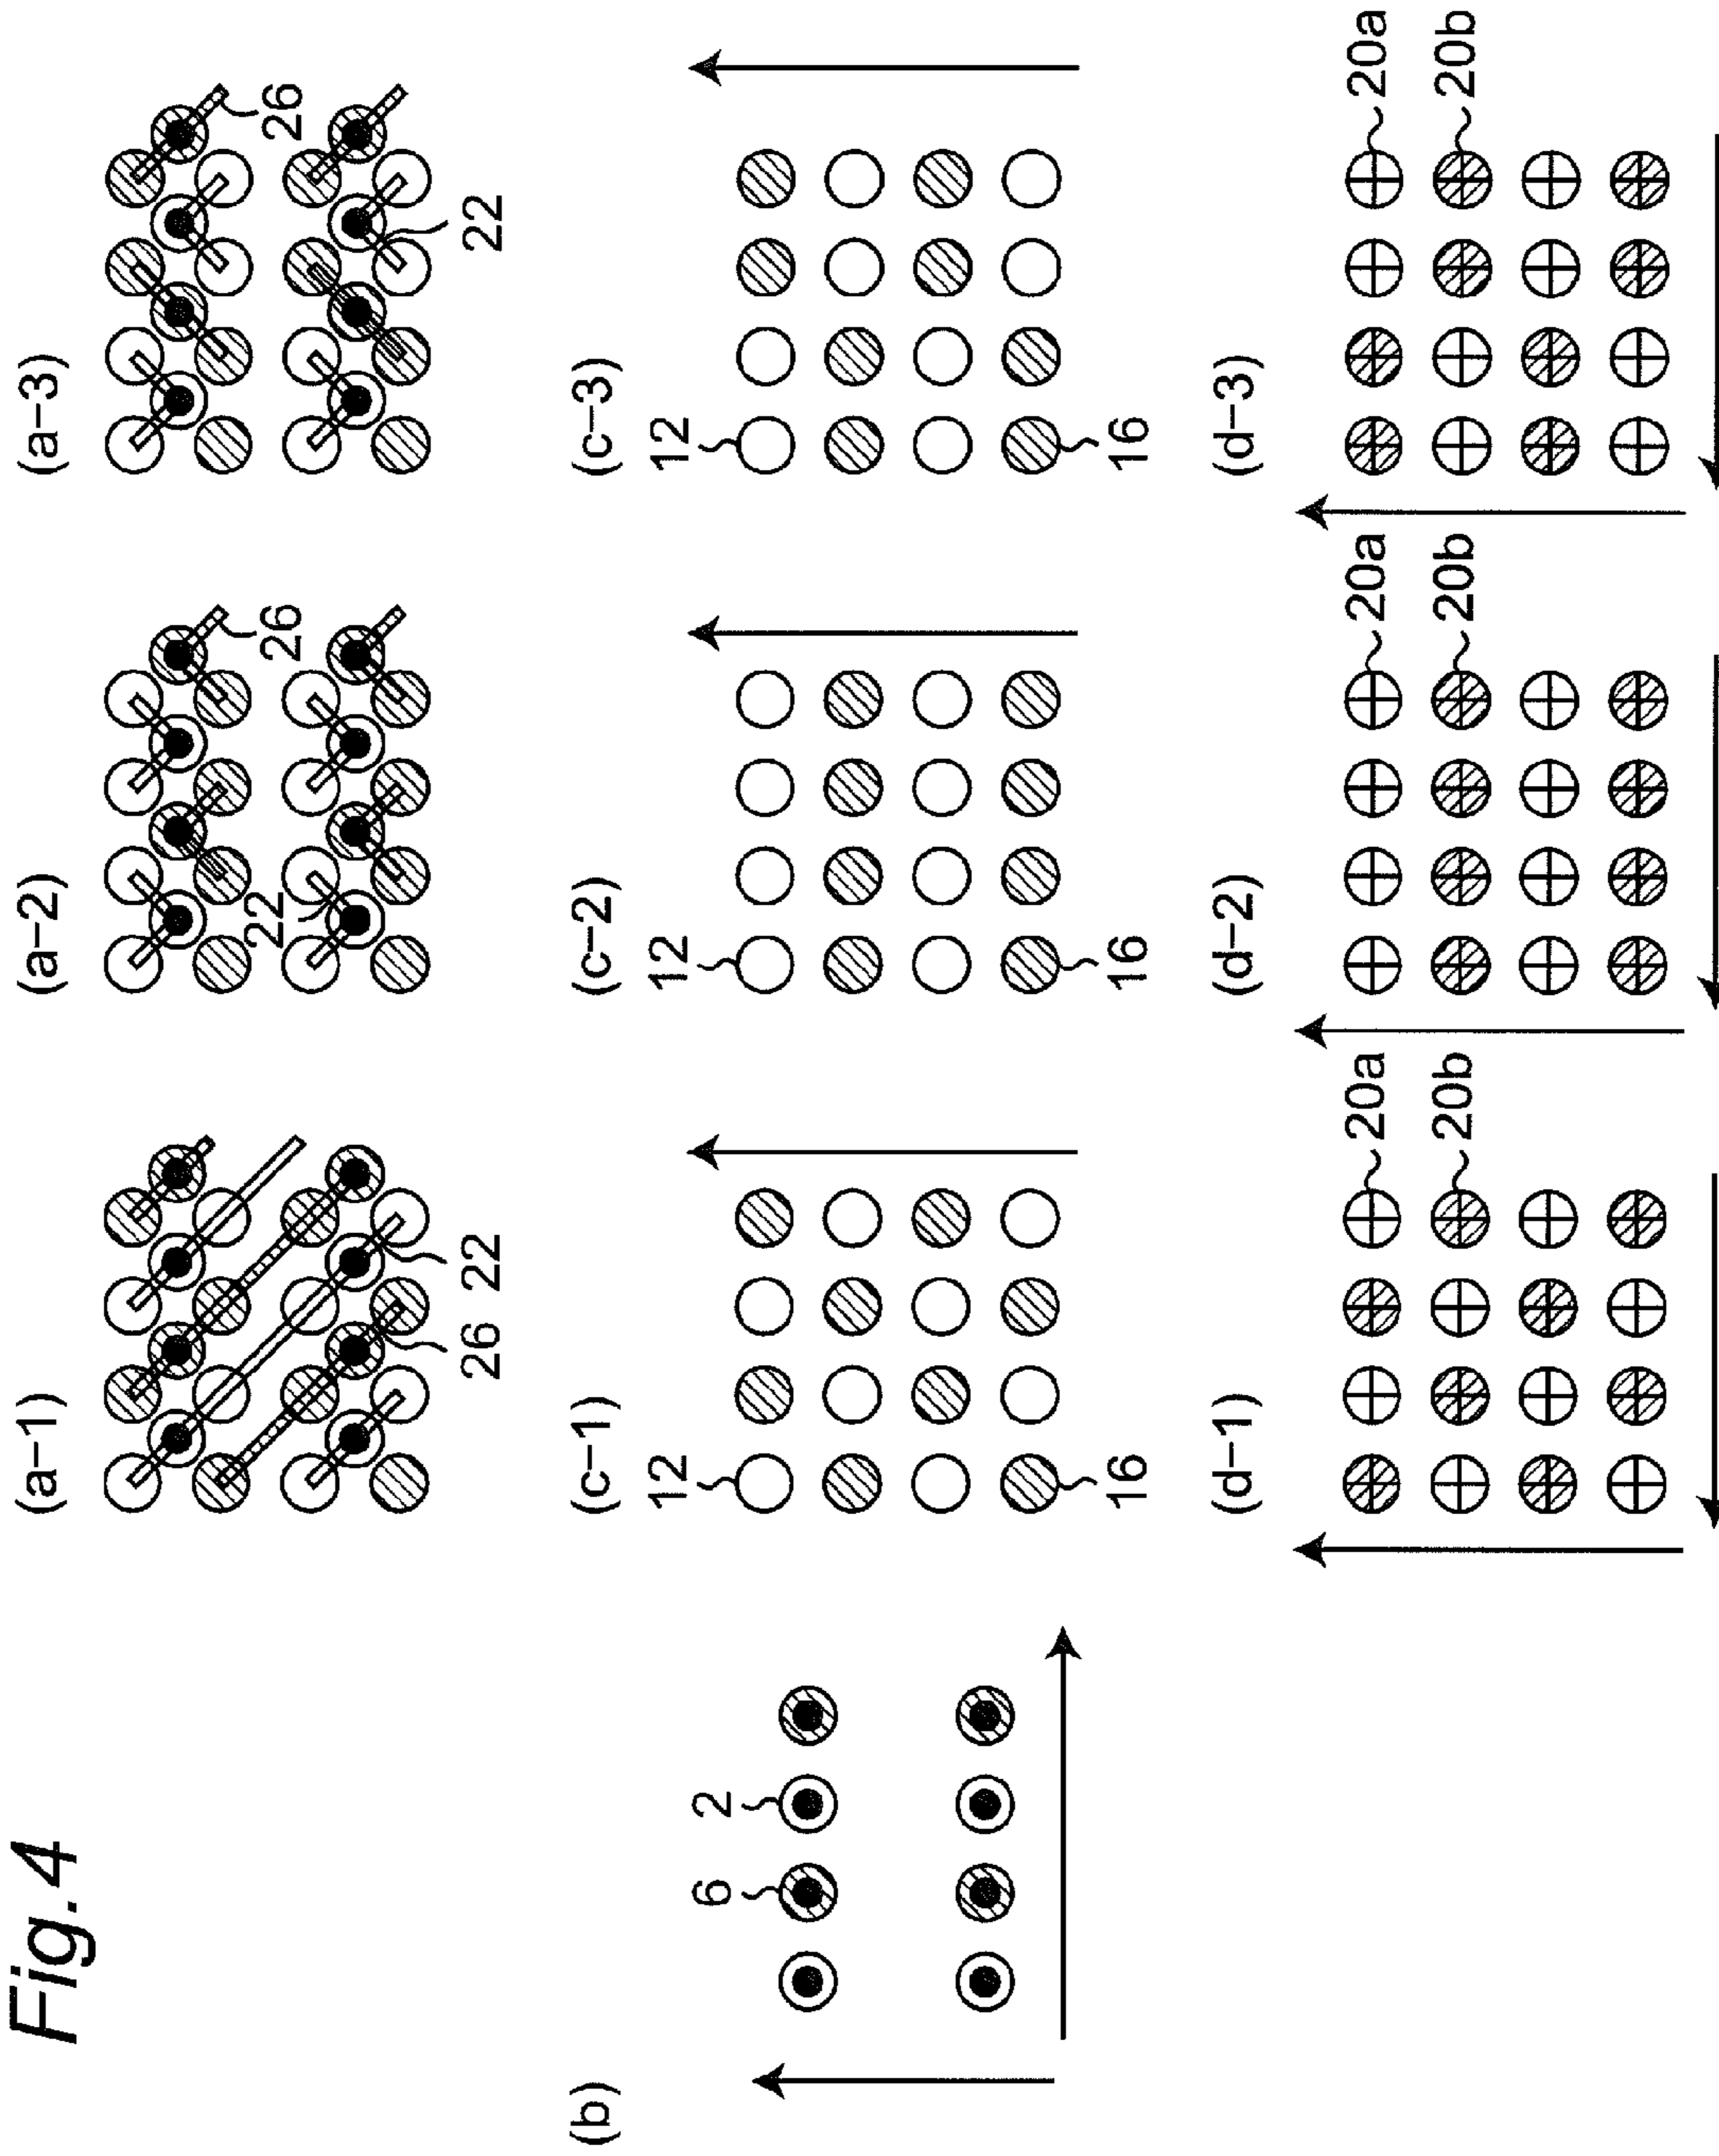 Fig. 4
(a-1)
26
22
(a-2)
22
26
(a-3)
22
26
(b)
6
2
(c-1)
12
16
(c-2)
12
16
(c-3)
12
16
(d-1)
20a
20b
(d-2)
20a
20b
(d-3)
20a
20b